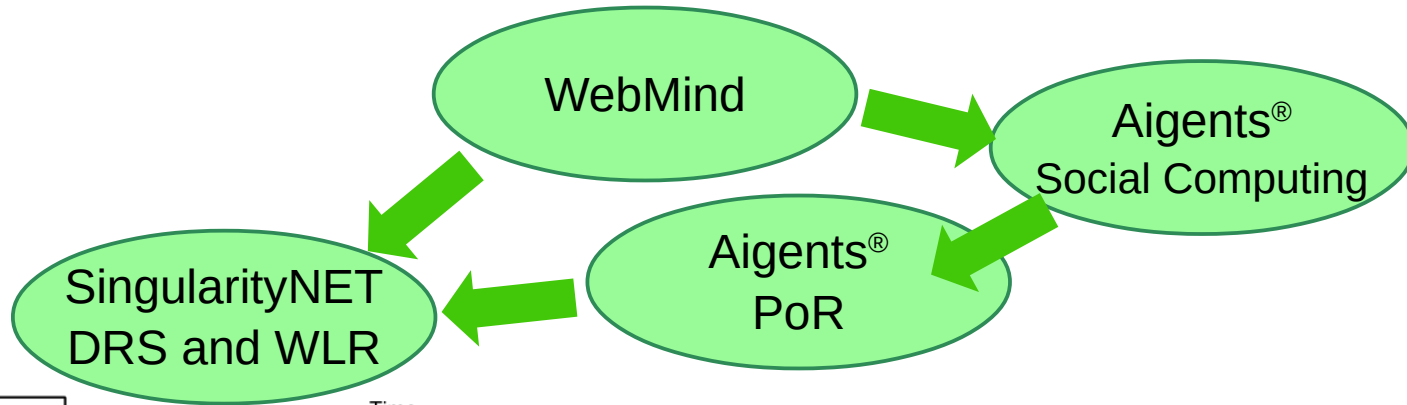 WebMind
Aigents®
Social Computing
Aigents®
PoR
SingularityNET
DRS and WLR